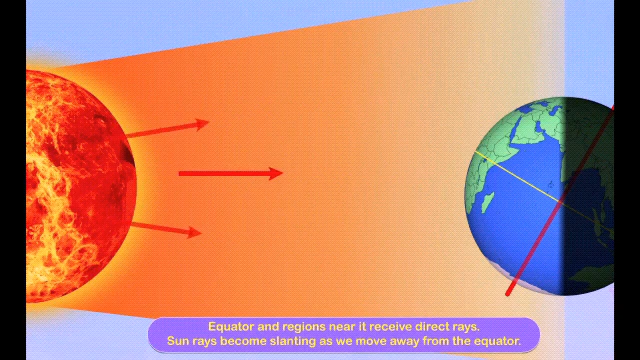 Equator and regions near it receive direct rays.
Sun rays become slanting as we move away from the equator.